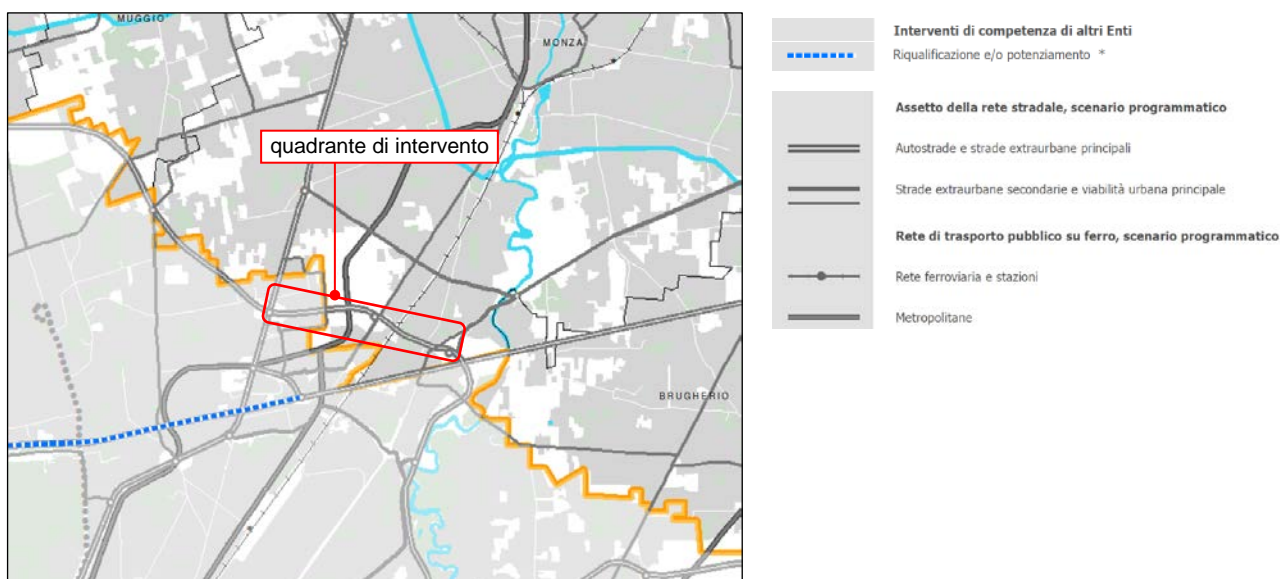 MUGGIO
MONZA
quadrante di intervento
BRUGHERIO
Interventi di competenza di altri Enti
Riqualificazione e/o potenziamento *
Assetto della rete stradale, scenario programmatico
Autostrade e strade extraurbane principali
Strade extraurbane secondarie e viabilità urbana principale
Rete di trasporto pubblico su ferro, scenario programmatico
Rete ferroviaria e stazioni
Metropolitane